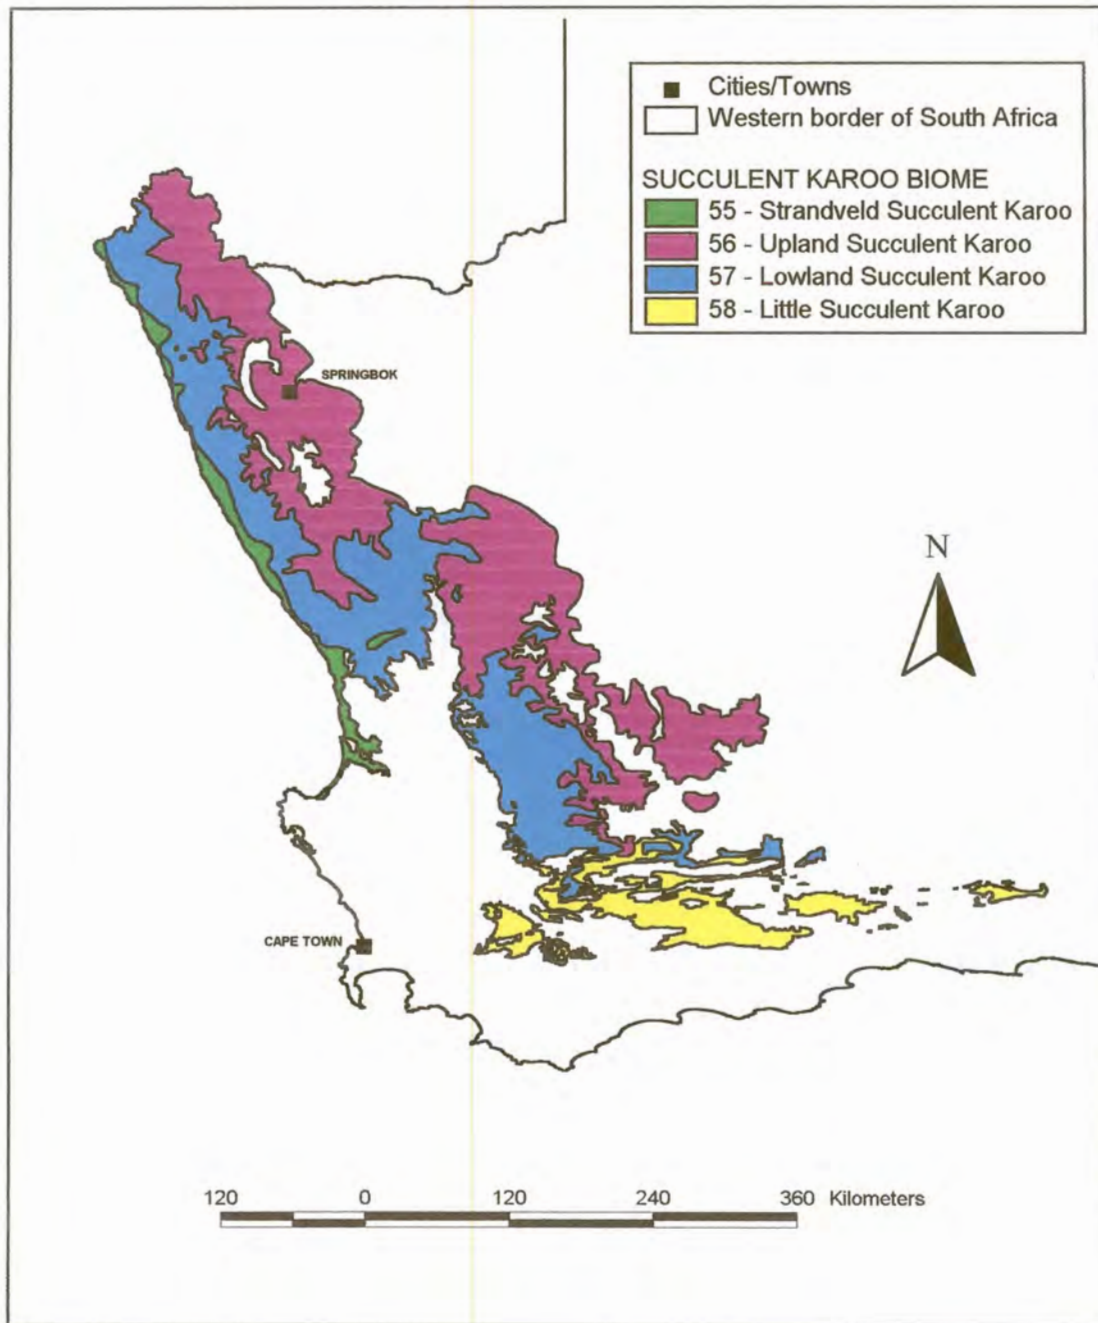 Cities/Towns
Western border of South Africa
SUCCULENT KAROO BIOME
55 - Strandveld Succulent Karoo
56 - Upland Succulent Karoo
57 - Lowland Succulent Karoo
58 - Little Succulent Karoo
SPRINGBOK
N
CAPE TOWN
120 0 120 240 360 Kilometers